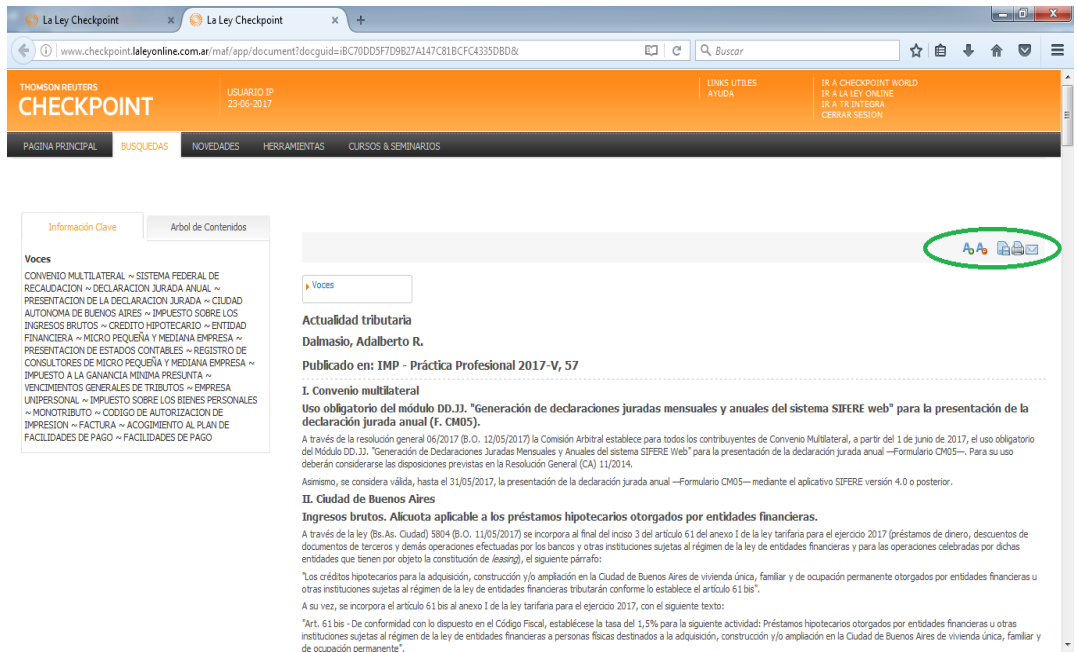 La Ley Checkpoint
La Ley Checkpoint
www.checkpoint.laleyonline.com.ar/maf/app/document?docguid=iBC70DD5F7D9B27A147C81BCFC4335DBD&
Buscar
THOMSON REUTERS
CHECKPOINT
USUARIO IP
23-06-2017
LINKS UTILES
AYUDA
IR A CHECKPOINT WORLD
IR A LA LEY ONLINE
IR A TR INTEGRA
CERRAR SESION
PAGINA PRINCIPAL BUSQUEDAS NOVEDADES HERRAMIENTAS CURSOS & SEMINARIOS
Información Clave Arbol de Contenidos
Voces
CONVENIO MULTILATERAL ~ SISTEMA FEDERAL DE
RECAUDACION ~ DECLARACION JURADA ANUAL ~
PRESENTACION DE LA DECLARACION JURADA ~ CIUDAD
AUTONOMA DE BUENOS AIRES ~ IMPUESTO SOBRE LOS
INGRESOS BRUTOS ~ CREDITO HIPOTECARIO ~ ENTIDAD
FINANCIERA ~ MICRO PEQUEÑA Y MEDIANA EMPRESA ~
PRESENTACION DE ESTADOS CONTABLES ~ REGISTRO DE
CONSULTORES DE MICRO PEQUEÑA Y MEDIANA EMPRESA ~
IMPUESTO A LA GANANCIA MINIMA PRESUNTA ~
VENCIMIENTOS GENERALES DE TRIBUTOS ~ EMPRESA
UNIPERSONAL ~ IMPUESTO SOBRE LOS BIENES PERSONALES
~ MONOTRIBUTO ~ CODIGO DE AUTORIZACION DE
IMPRESION ~ FACTURA ~ ACOGIMIENTO AL PLAN DE
FACILIDADES DE PAGO ~ FACILIDADES DE PAGO
Voces
Actualidad tributaria
Dalmasio, Adalberto R.
Publicado en: IMP - Práctica Profesional 2017-V, 57
I. Convenio multilateral
Uso obligatorio del módulo DD.JJ. "Generación de declaraciones juradas mensuales y anuales del sistema SIFERE web" para la presentación de la
declaración jurada anual (F. CM05).
A través de la resolución general 06/2017 (B.O. 12/05/2017) la Comisión Arbitral establece para todos los contribuyentes de Convenio Multilateral, a partir del 1 de junio de 2017, el uso obligatorio
del Módulo DD.JJ. "Generación de Declaraciones Juradas Mensuales y Anuales del sistema SIFERE Web" para la presentación de la declaración jurada anual —Formulario CM05—. Para su uso
deberán considerarse las disposiciones previstas en la Resolución General (CA) 11/2014.
Asimismo, se considera válida, hasta el 31/05/2017, la presentación de la declaración jurada anual —Formulario CM05— mediante el aplicativo SIFERE versión 4.0 o posterior.
II. Ciudad de Buenos Aires
Ingresos brutos. Alícuota aplicable a los préstamos hipotecarios otorgados por entidades financieras.
A través de la ley (Bs.As. Ciudad) 5804 (B.O. 11/05/2017) se incorpora al final del inciso 3 del artículo 61 del anexo I de la ley tarifaria para el ejercicio 2017 (préstamos de dinero, descuentos de
documentos de terceros y demás operaciones efectuadas por los bancos y otras instituciones sujetas al régimen de la ley de entidades financieras y para las operaciones celebradas por dichas
entidades que tienen por objeto la constitución de leasing), el siguiente párrafo:
"Los créditos hipotecarios para la adquisición, construcción y/o ampliación en la Ciudad de Buenos Aires de vivienda única, familiar y de ocupación permanente otorgados por entidades financieras u
otras instituciones sujetas al régimen de la ley de entidades financieras tributarán conforme lo establece el artículo 61 bis".
A su vez, se incorpora el artículo 61 bis al anexo I de la ley tarifaria para el ejercicio 2017, con el siguiente texto:
"Art. 61 bis - De conformidad con lo dispuesto en el Código Fiscal, establécese la tasa del 1,5% para la siguiente actividad: Préstamos hipotecarios otorgados por entidades financieras u otras
instituciones sujetas al régimen de la ley de entidades financieras a personas físicas destinados a la adquisición, construcción y/o ampliación en la Ciudad de Buenos Aires de vivienda única, familiar y
de ocupación permanente".